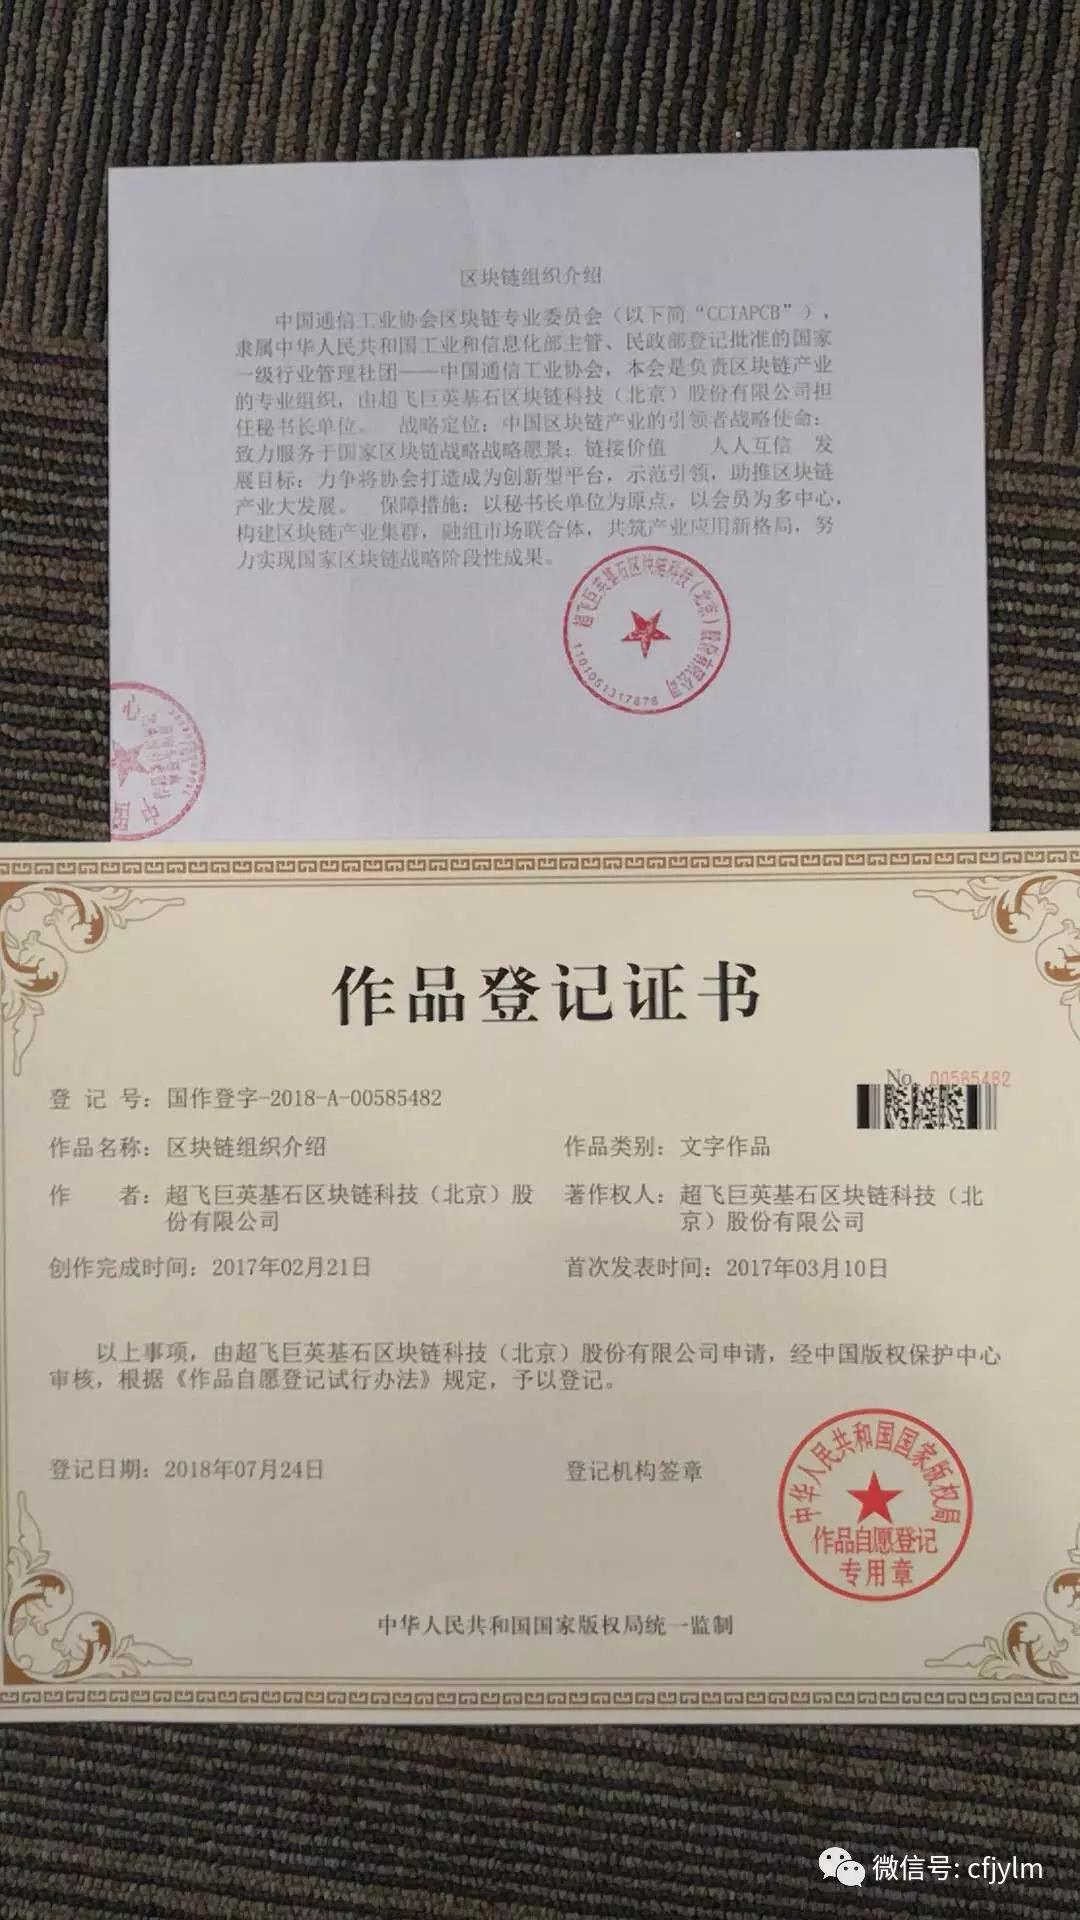 区块链组织介绍
中国通信工业协会区块链专业委员会（以下简“CCIAPCB”），
隶属中华人民共和国工业和信息化部主管、民政部登记批准的国家
一级行业管理社团——中国通信工业协会，本会是负责区块链产业
的专业组织，由超飞巨英基石区块链科技（北京）股份有限公司担
任秘书长单位。 战略定位：中国区块链产业的引领者战略使命：
致力服务于国家区块链战略战略愿景：链接价值 人人互信 发
展目标：力争将协会打造成为创新型平台，示范引领，助推区块链
产业大发展。 保障措施：以秘书长单位为原点，以会员为多中心，
构建区块链产业集群，融组市场联合体，共筑产业应用新格局，努
力实现国家区块链战略阶段性成果。
超飞巨英基石区块链科技（北京）股份有限公司
1101051317878
中国
心
作品登记证书
No. 00585482
登 记 号：国作登字-2018-A-00585482
作品名称：区块链组织介绍
作品类别：文字作品
作 者：超飞巨英基石区块链科技（北京）股
份有限公司
著作权人：超飞巨英基石区块链科技（北
京）股份有限公司
创作完成时间：2017年02月21日
首次发表时间：2017年03月10日
以上事项，由超飞巨英基石区块链科技（北京）股份有限公司申请，经中国版权保护中心
审核，根据《作品自愿登记试行办法》规定，予以登记。
登记日期：2018年07月24日
登记机构签章
中华人民共和国国家版权局
作品自愿登记
专用章
中华人民共和国国家版权局统一监制
微信号: cfjylm